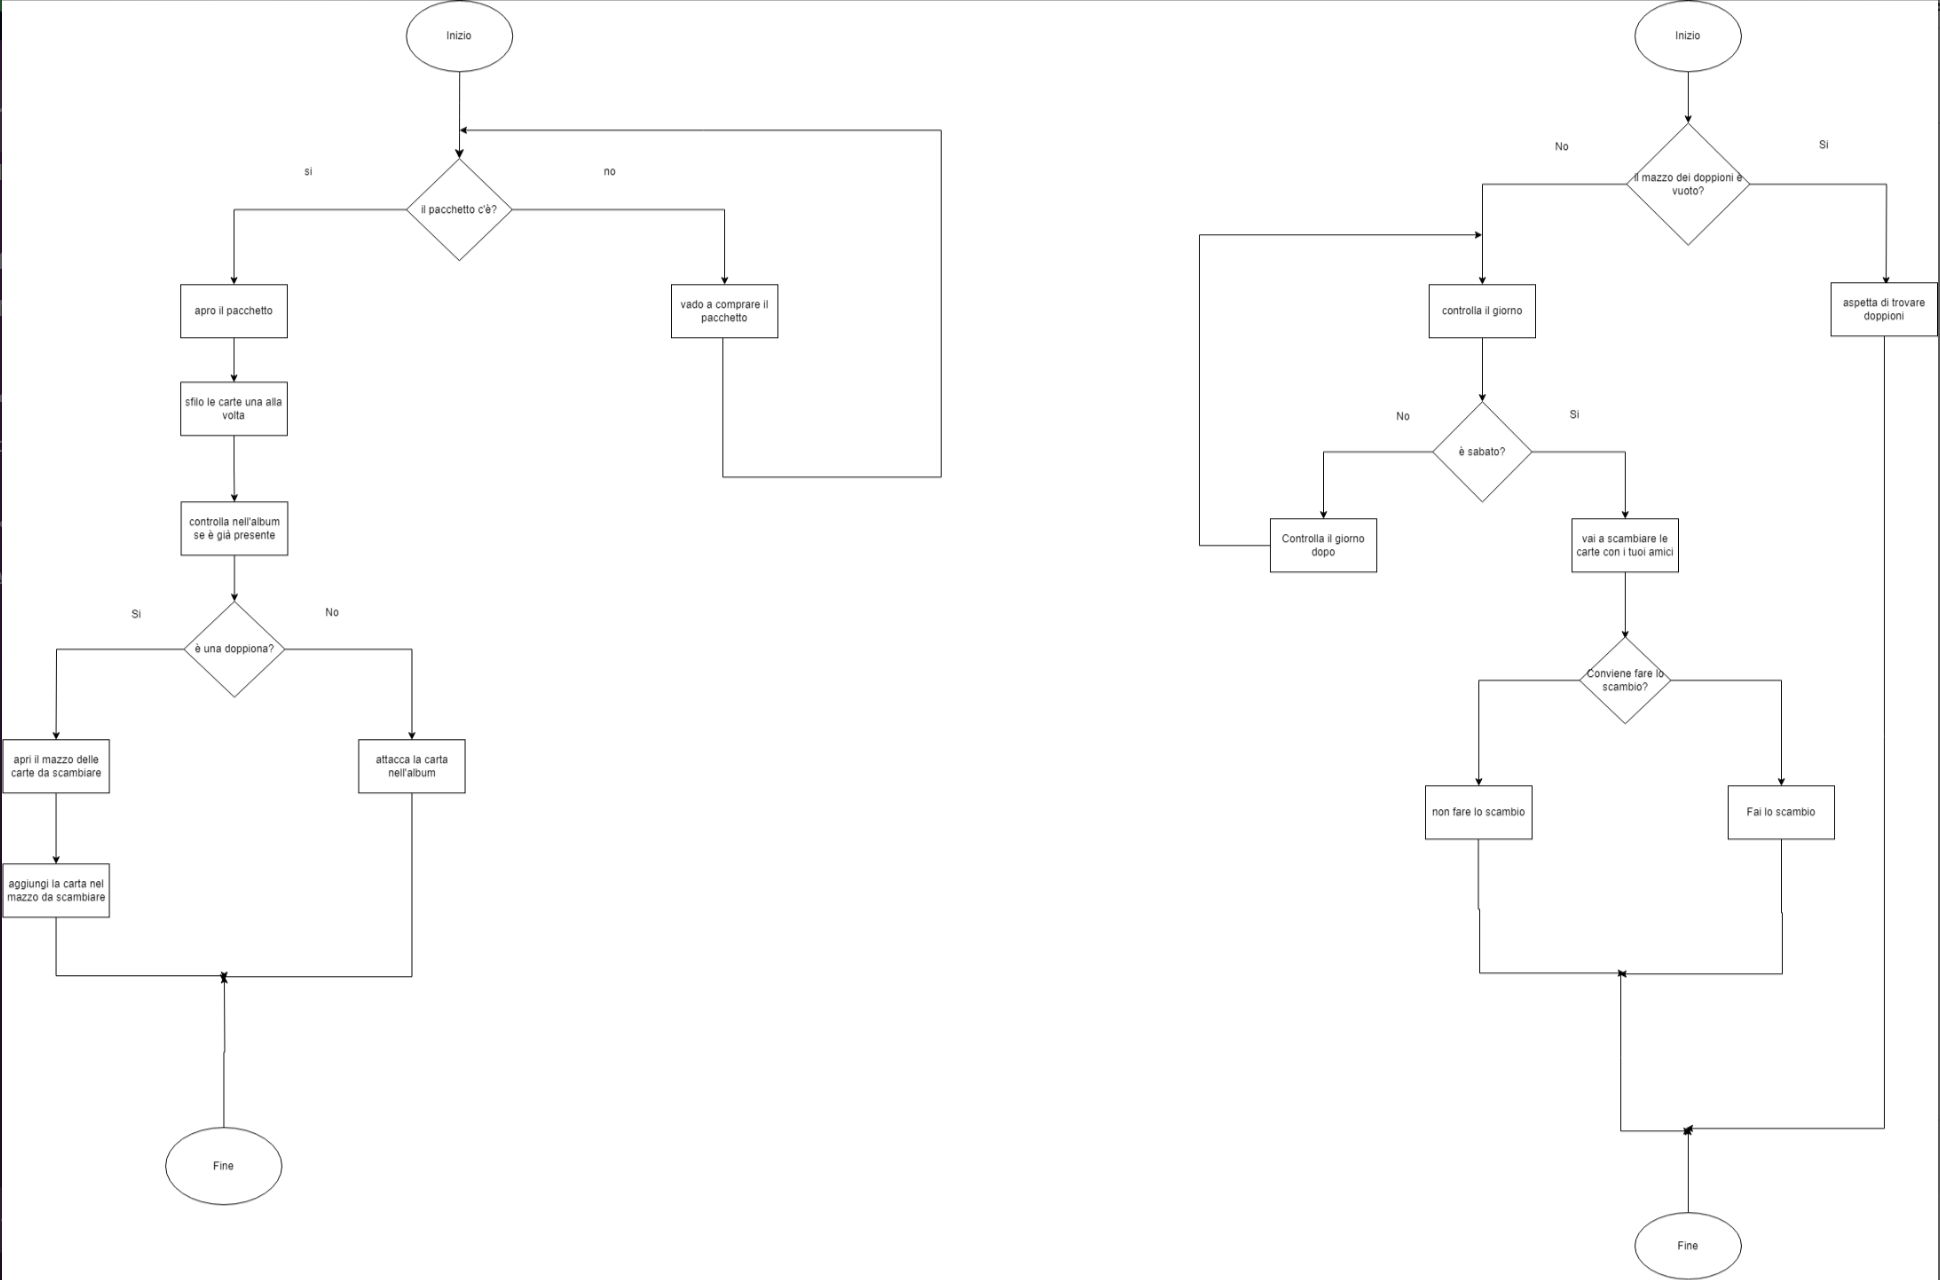 Inizio
si
no
il pacchetto c'è?
apro il pacchetto
vado a comprare il
pacchetto
sfilo le carte una alla
volta
controlla nell'album
se è già presente
Si
No
è una doppiona?
apri il mazzo delle
carte da scambiare
attacca la carta
nell'album
aggiungi la carta nel
mazzo da scambiare
Fine
Inizio
No
Si
il mazzo dei doppioni è
vuoto?
controlla il giorno
aspetta di trovare
doppioni
No
Si
è sabato?
Controlla il giorno
dopo
vai a scambiare le
carte con i tuoi amici
Conviene fare lo
scambio?
non fare lo scambio
Fai lo scambio
Fine